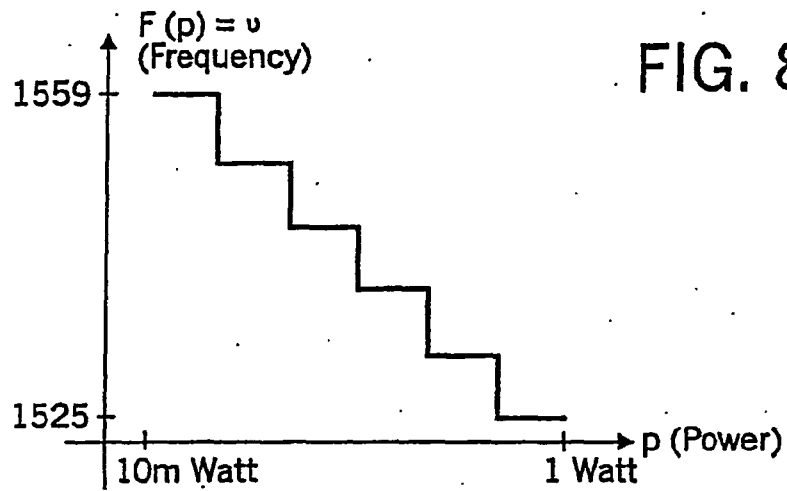 F (p) = υ
(Frequency)
FIG. 8
1559
1525
p (Power)
10m Watt
1 Watt